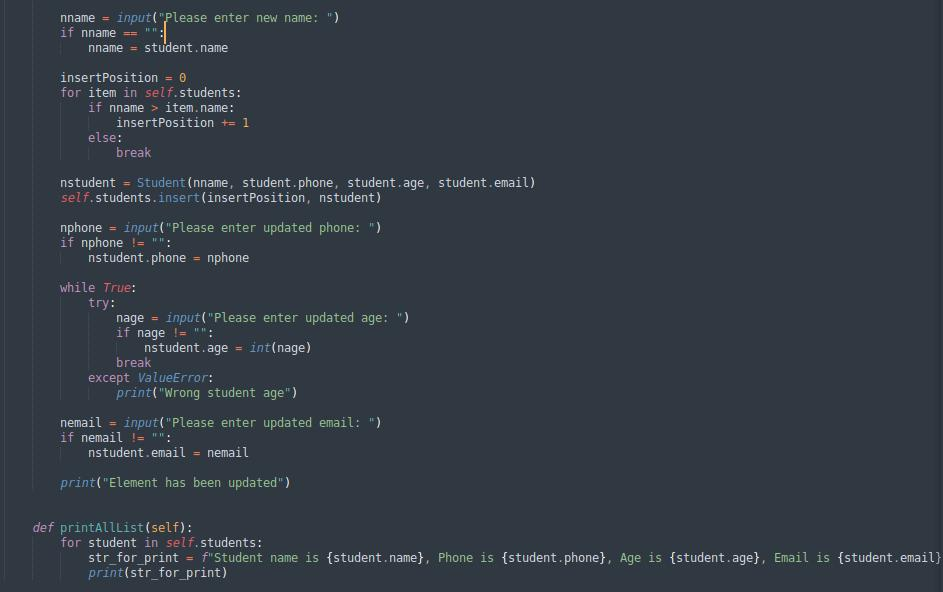 nname = input("Please enter new name: ")
if nname == "":
nname = student.name
insertPosition = 0
for item in self.students:
if nname > item.name:
insertPosition += 1
else:
break
nstudent = Student(nname, student.phone, student.age, student.email)
self.students.insert(insertPosition, nstudent)
nphone = input("Please enter updated phone: ")
if nphone != "":
nstudent.phone = nphone
while True:
try:
nage = input("Please enter updated age: ")
if nage != "":
nstudent.age = int(nage)
break
except ValueError:
print("Wrong student age")
nemail = input("Please enter updated email: ")
if nemail != "":
nstudent.email = nemail
print("Element has been updated")
def printAllList(self):
for student in self.students:
str_for_print = f"Student name is {student.name}, Phone is {student.phone}, Age is {student.age}, Email is {student.email}
print(str_for_print)